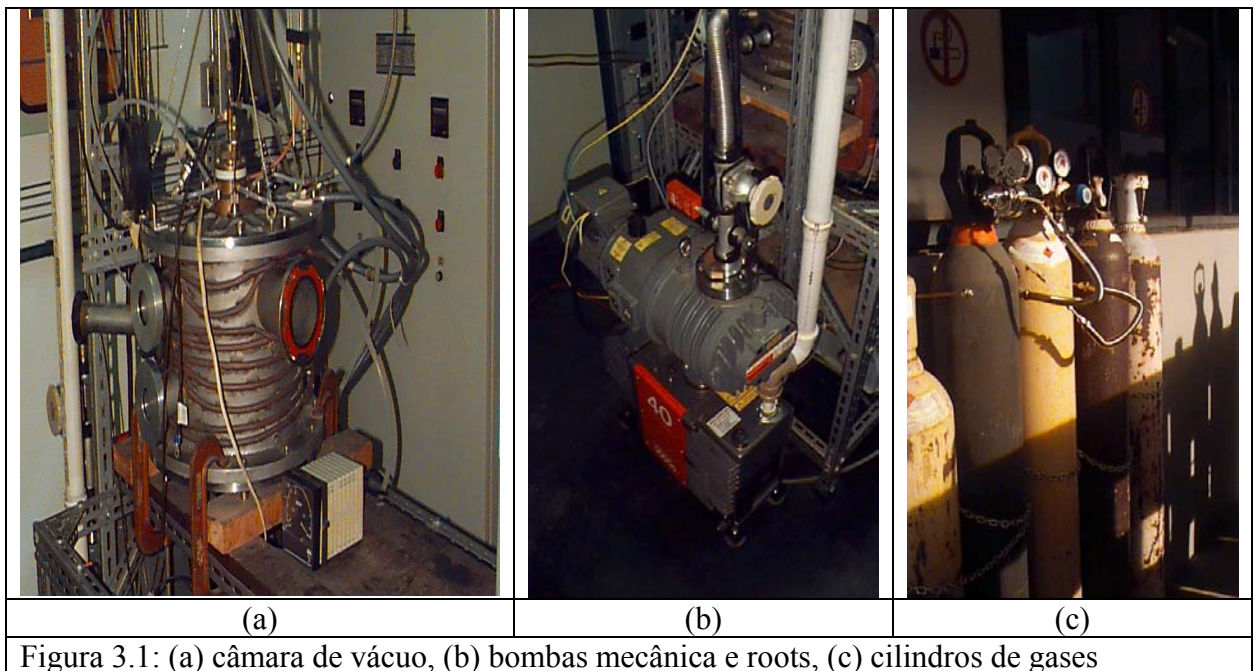 40
(a)
(b)
(c)
Figura 3.1: (a) câmara de vácuo, (b) bombas mecânica e roots, (c) cilindros de gases